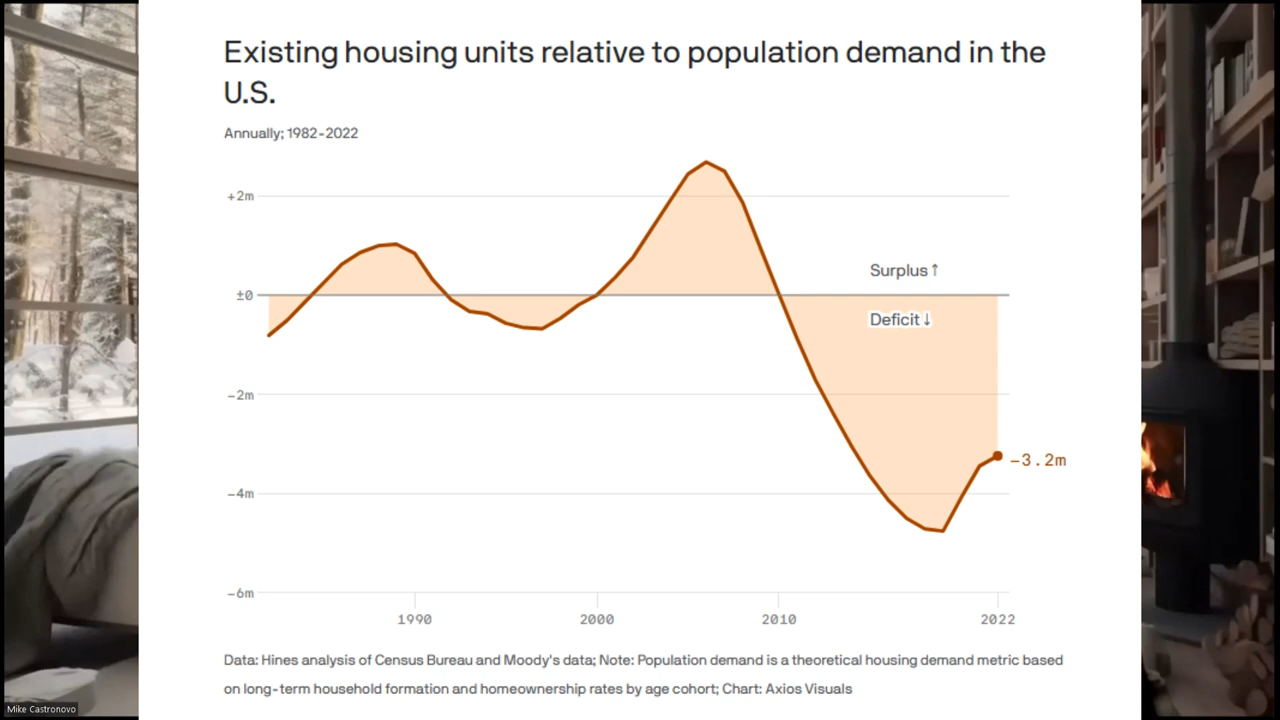 Existing housing units relative to population demand in the
U.S.
Annually; 1982-2022
+2m
±0
-2m
-4m
-6m
Surplus↑
Deficit↓
-3.2m
1990
2000
2010
2022
Data: Hines analysis of Census Bureau and Moody's data; Note: Population demand is a theoretical housing demand metric based
on long-term household formation and homeownership rates by age cohort; Chart: Axios Visuals
Mike Castronovo